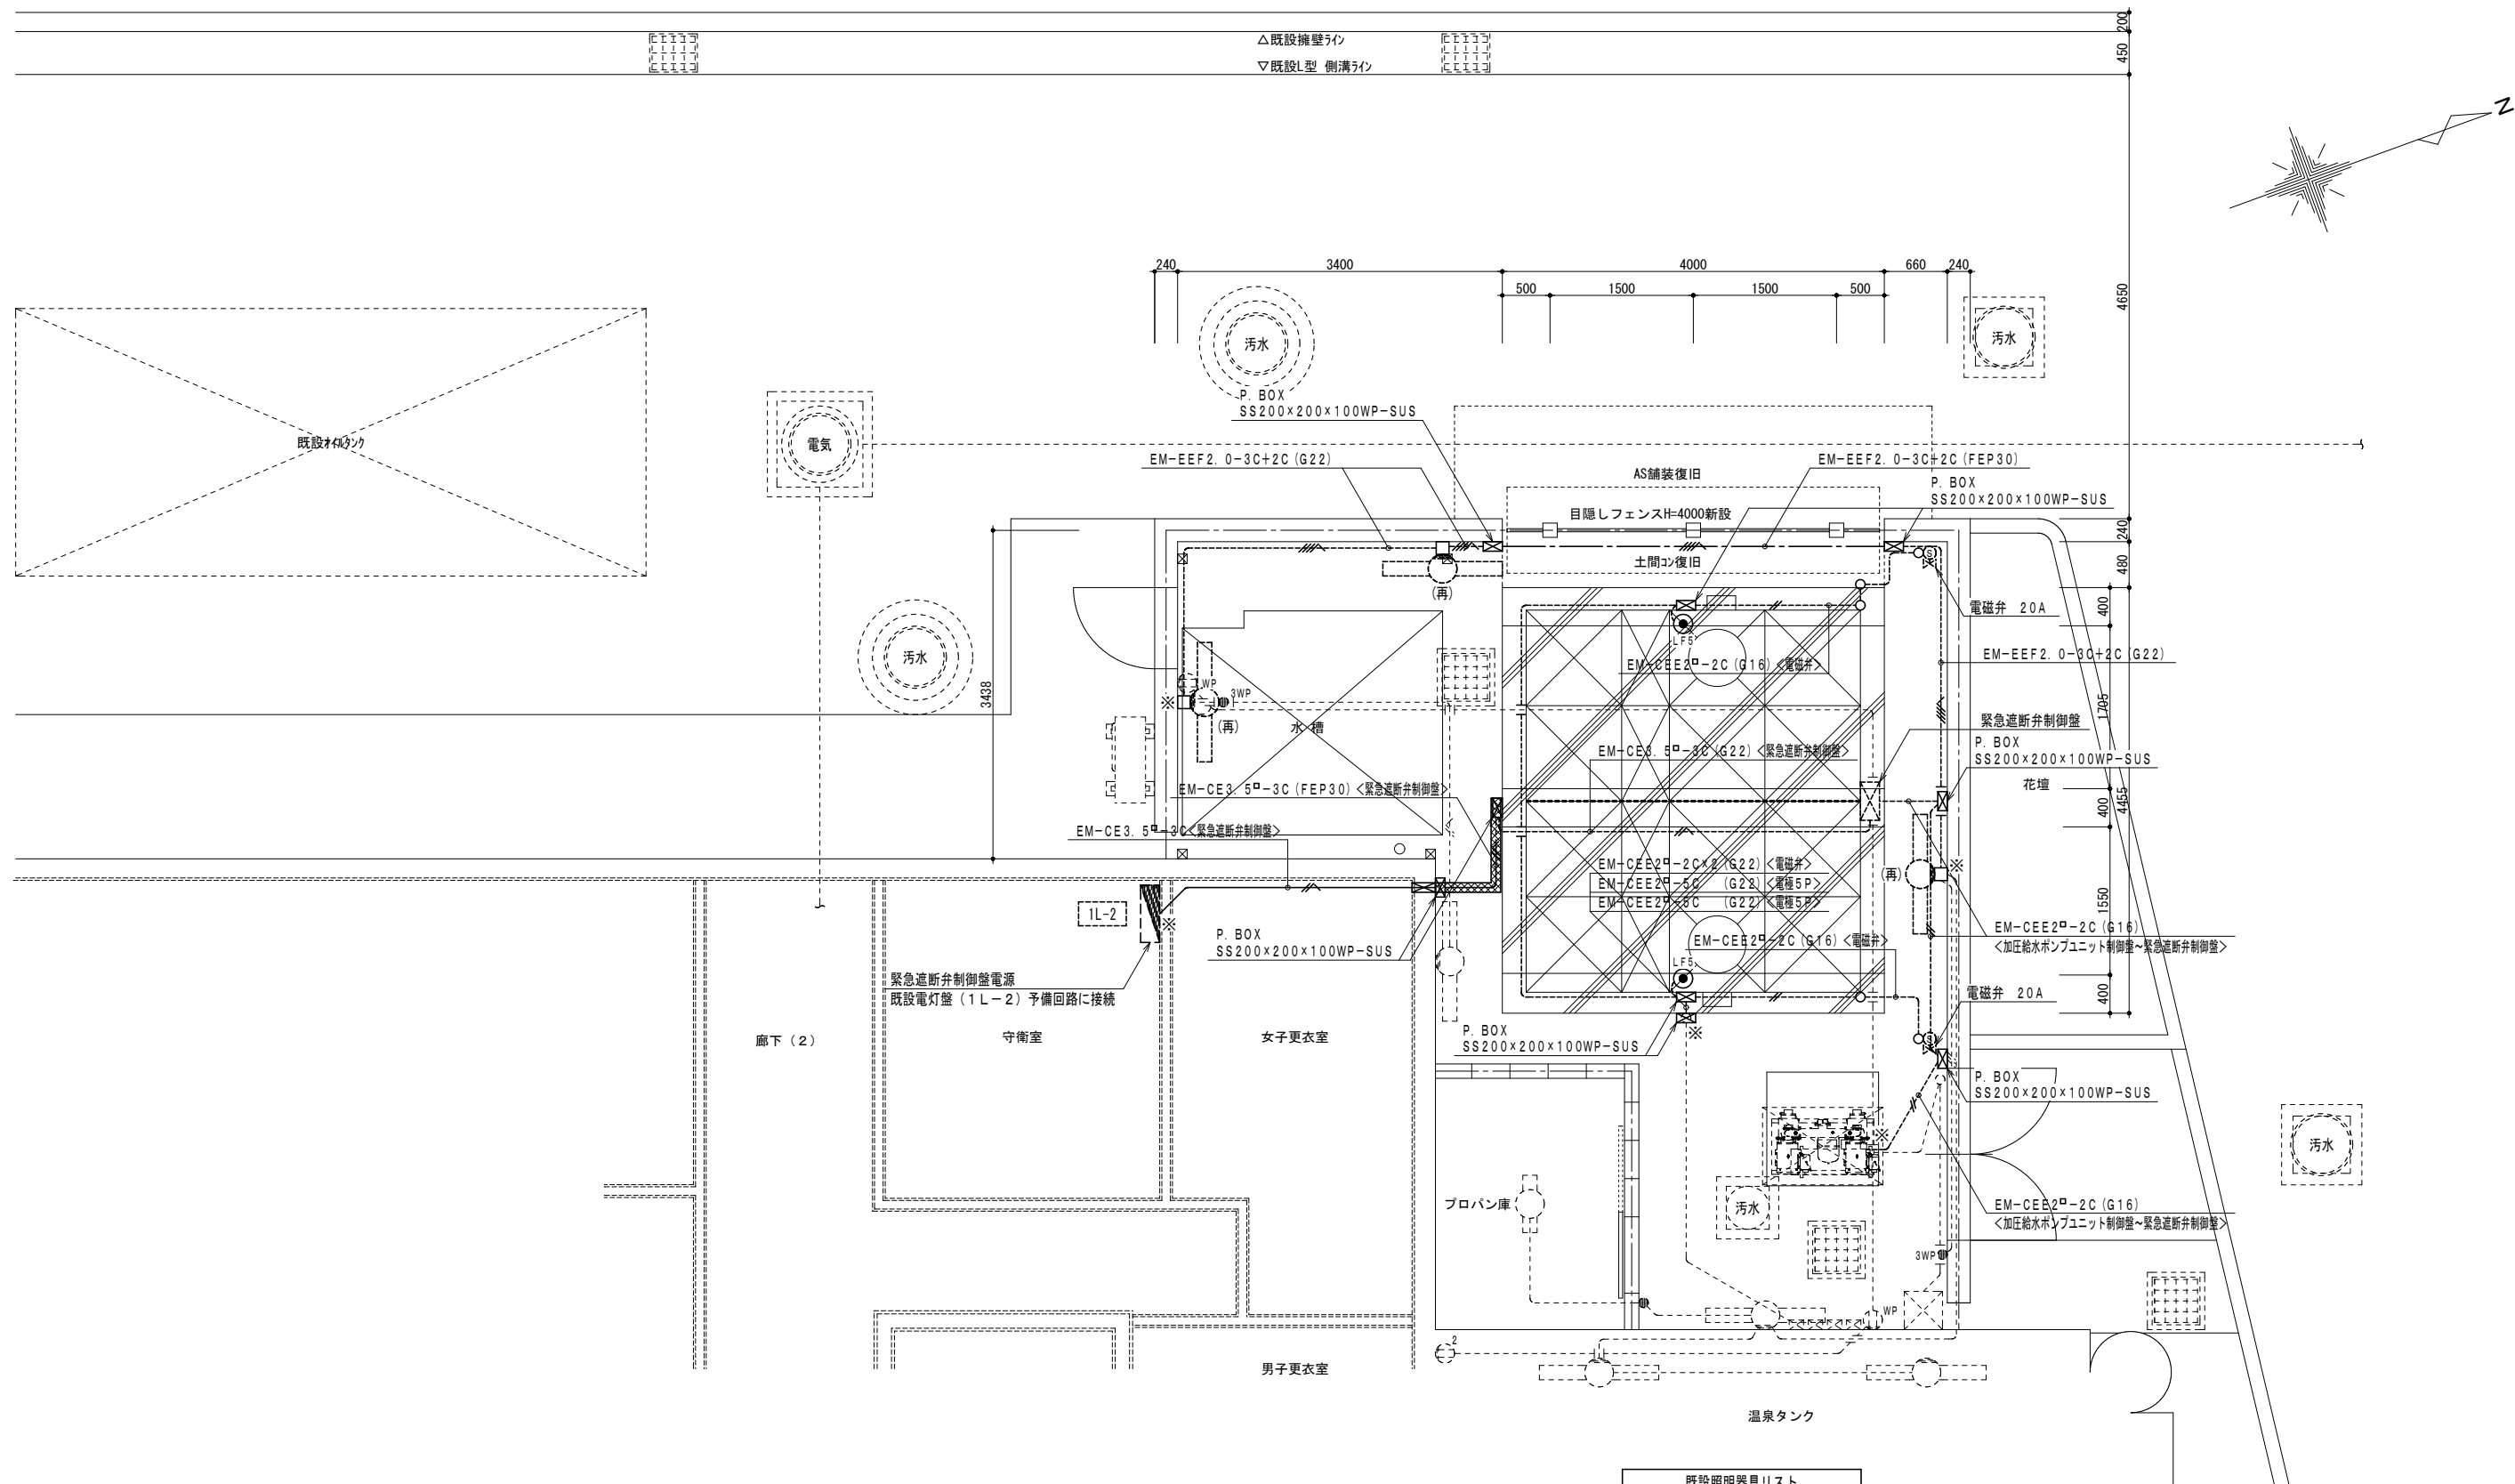 △既設擁壁ﾗｲﾝ
▽既設L型 側溝ﾗｲﾝ
200
450
4650
N
240
3400
4000
660
240
500
1500
1500
500
汚水
汚水
P. BOX
SS200×200×100WP-SUS
既設ｵｲﾙﾀﾝｸ
電気
EM-EEF2. 0-3C+2C (G22)
EM-EEF2. 0-3C+2C (FEP30)
AS舗装復旧
P. BOX
SS200×200×100WP-SUS
目隠しフェンスH=4000新設
土間ｺﾝ復旧
240
480
(再)
S
電磁弁 20A
400
LF5
汚水
EM-EEF2. 0-3C+2C (G22)
EM-CEE2□-2C (G16) <電磁弁>
3438
※
WP
3WP
(再)
水 槽
1705
緊急遮断弁制御盤
P. BOX
SS200×200×100WP-SUS
EM-CE3. 5□-3C (G22) <緊急遮断弁制御盤>
花壇
EM-CE3. 5□-3C (FEP30) <緊急遮断弁制御盤>
400
4455
EM-CE3. 5□-3C <緊急遮断弁制御盤>
EM-CEE2□-2C×2 (G22) <電磁弁>
EM-CEE2□-5C (G22) <電極5P>
EM-CEE2□-5C (G22) <電極5P>
(再)
※
1550
1L-2
※
EM-CEE2□-2C (G16)
<加圧給水ポンプユニット制御盤~緊急遮断弁制御盤>
P. BOX
SS200×200×100WP-SUS
EM-CEE2□-2C (G16) <電磁弁>
LF5
緊急遮断弁制御盤電源
既設電灯盤（１Ｌ－２）予備回路に接続
400
電磁弁 20A
廊下（２）
守衛室
女子更衣室
P. BOX
SS200×200×100WP-SUS
※
S
P. BOX
SS200×200×100WP-SUS
※
汚水
プロパン庫
汚水
EM-CEE2□-2C (G16)
<加圧給水ポンプユニット制御盤~緊急遮断弁制御盤>
3WP
WP
2
男子更衣室
温泉タンク
既設照明器具リスト